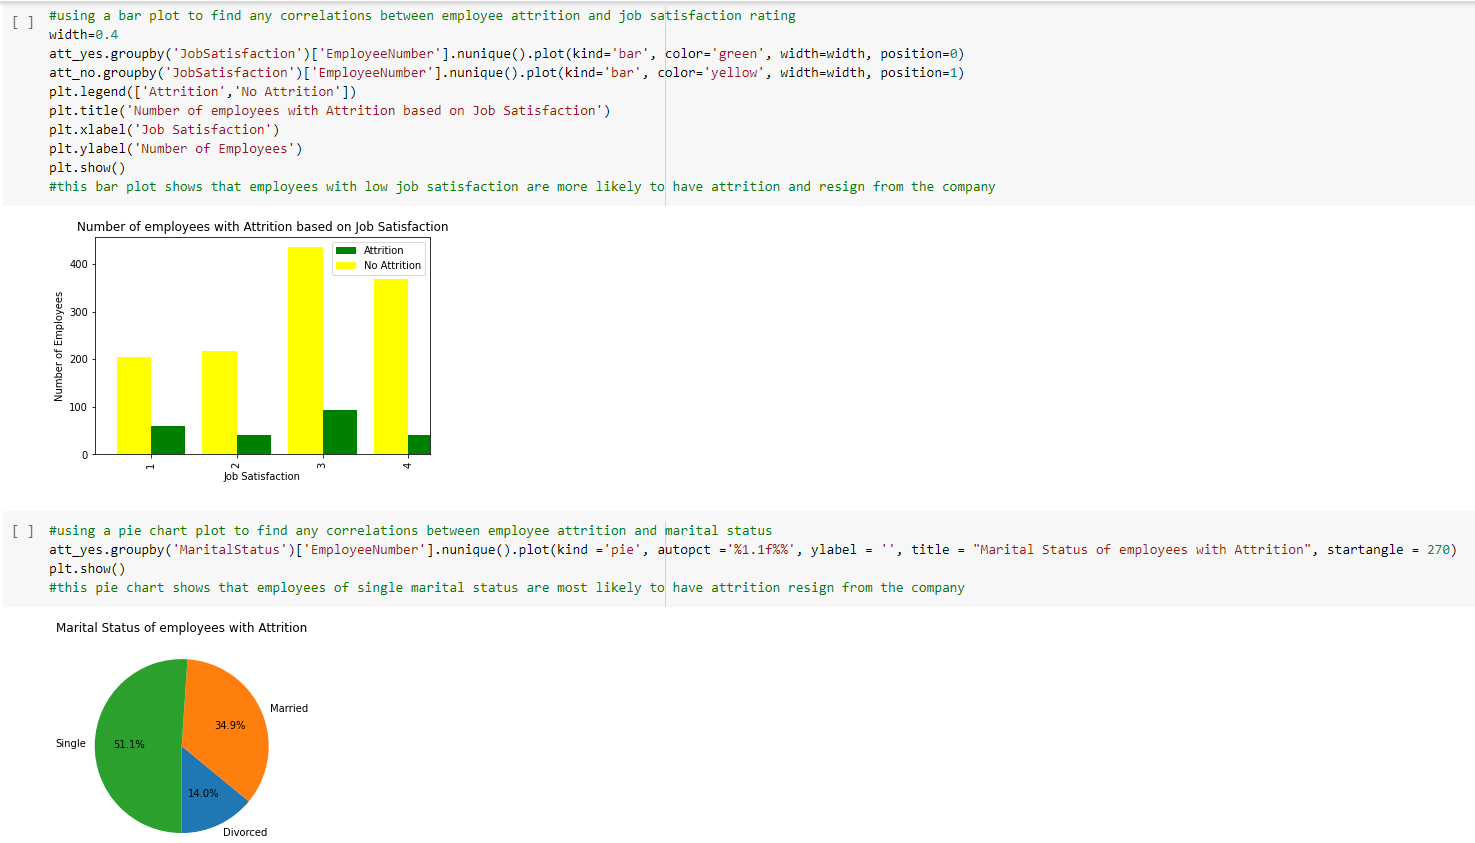 [ ] #using a bar plot to find any correlations between employee attrition and job satisfaction rating
width=0.4
att_yes.groupby('JobSatisfaction')['EmployeeNumber'].nunique().plot(kind='bar', color='green', width=width, position=0)
att_no.groupby('JobSatisfaction')['EmployeeNumber'].nunique().plot(kind='bar', color='yellow', width=width, position=1)
plt.legend(['Attrition','No Attrition'])
plt.title('Number of employees with Attrition based on Job Satisfaction')
plt.xlabel('Job Satisfaction')
plt.ylabel('Number of Employees')
plt.show()
#this bar plot shows that employees with low job satisfaction are more likely to have attrition and resign from the company
Number of employees with Attrition based on Job Satisfaction
Attrition
No Attrition
400
300
200
100
0
Number of Employees
1 2 3 4
Job Satisfaction
[ ] #using a pie chart plot to find any correlations between employee attrition and marital status
att_yes.groupby('MaritalStatus')['EmployeeNumber'].nunique().plot(kind ='pie', autopct ='%1.1f%%', ylabel = '', title = "Marital Status of employees with Attrition", startangle = 270)
plt.show()
#this pie chart shows that employees of single marital status are most likely to have attrition resign from the company
Marital Status of employees with Attrition
Married
34.9%
Single
51.1%
14.0%
Divorced